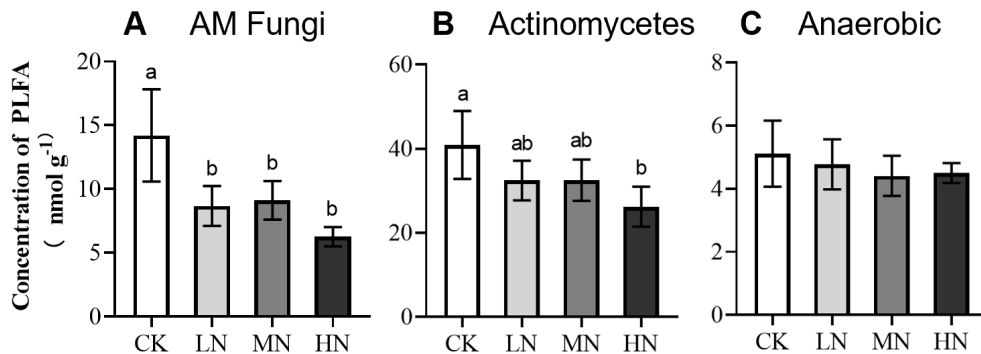 A AM Fungi
B Actinomycetes
C Anaerobic
Concentration of PLFA
( nmol g-1)
20
15
10
5
0
a
b
b
b
CK
LN
MN
HN
60
40
20
0
a
ab
ab
b
CK
LN
MN
HN
8
6
4
2
0
CK
LN
MN
HN